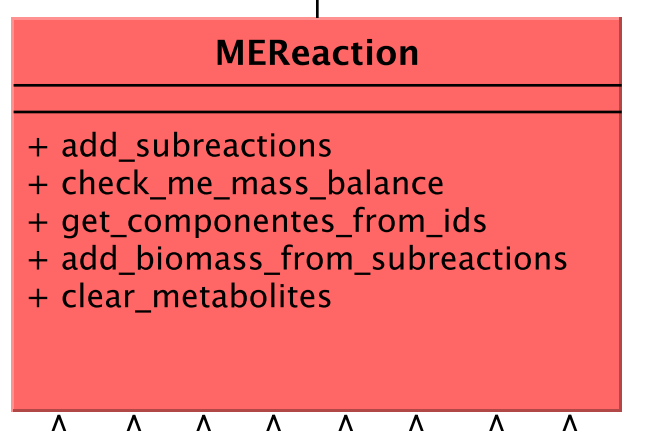 MEReaction
+ add_subreactions
+ check_me_mass_balance
+ get_componentes_from_ids
+ add_biomass_from_subreactions
+ clear_metabolites